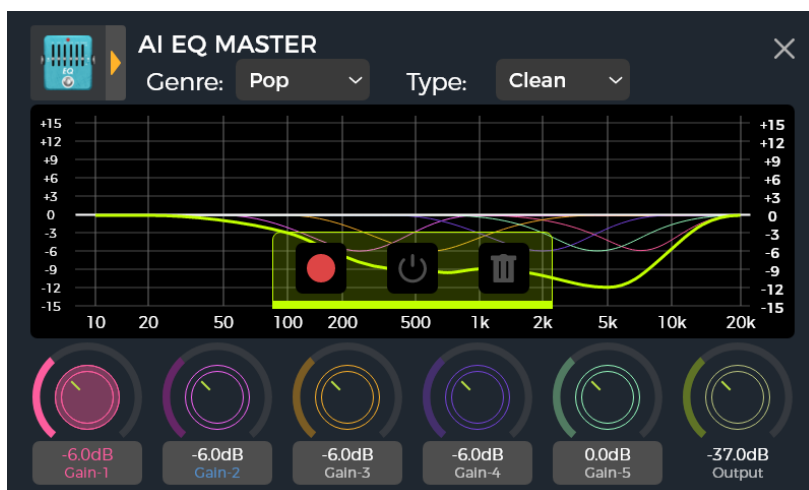 AI EQ MASTER
EQ
Genre: Pop Type: Clean
+15 +15
+12 +12
+9 +9
+6 +6
+3 +3
0 0
-3 -3
-6 -6
-9 -9
-12 -12
-15 -15
10 20 50 100 200 500 1k 2k 5k 10k 20k
-6.0dB -6.0dB -6.0dB -6.0dB 0.0dB -37.0dB
Gain-1 Gain-2 Gain-3 Gain-4 Gain-5 Output